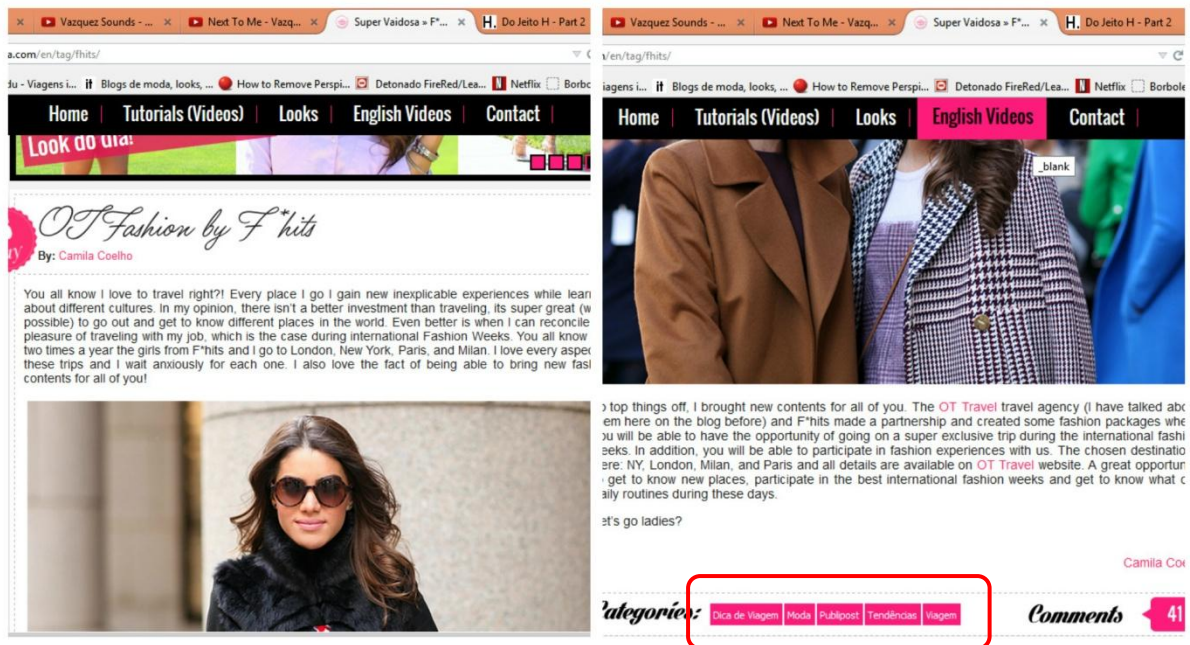 Vazquez Sounds - ... × Next To Me - Vazq... × Super Vaidosa » F*... × H. Do Jeito H - Part 2
a.com/en/tag/fhits/
du - Viagens i... it Blogs de moda, looks, ... How to Remove Perspi... Detonado FireRed/Lea... N Netflix Borbo
Home | Tutorials (Videos) | Looks | English Videos | Contact |
Look do dia!
OT Fashion by F*hits
By: Camila Coelho
You all know I love to travel right?! Every place I go I gain new inexplicable experiences while lear
about different cultures. In my opinion, there isn't a better investment than traveling, its super great (w
possible) to go out and get to know different places in the world. Even better is when I can reconcile
pleasure of traveling with my job, which is the case during international Fashion Weeks. You all know
two times a year the girls from F*hits and I go to London, New York, Paris, and Milan. I love every aspe
these trips and I wait anxiously for each one. I also love the fact of being able to bring new fas
contents for all of you!
Vazquez Sounds - ... × Next To Me - Vazq... × Super Vaidosa » F*... × H. Do Jeito H - Part 2
/en/tag/fhits/
iagens i... it Blogs de moda, looks, ... How to Remove Perspi... Detonado FireRed/Lea... N Netflix Borbole
Home | Tutorials (Videos) | Looks | English Videos Contact |
_blank
o top things off, I brought new contents for all of you. The OT Travel travel agency (I have talked abo
em here on the blog before) and F*hits made a partnership and created some fashion packages whe
ou will be able to have the opportunity of going on a super exclusive trip during the international fashi
eeks. In addition, you will be able to participate in fashion experiences with us. The chosen destinatio
ere: NY, London, Milan, and Paris and all details are available on OT Travel website. A great opportun
get to know new places, participate in the best international fashion weeks and get to know what o
aily routines during these days.
et's go ladies?
Camila Coe
Categories: Dica de Viagem Moda Publipost Tendências Viagem Comments 41